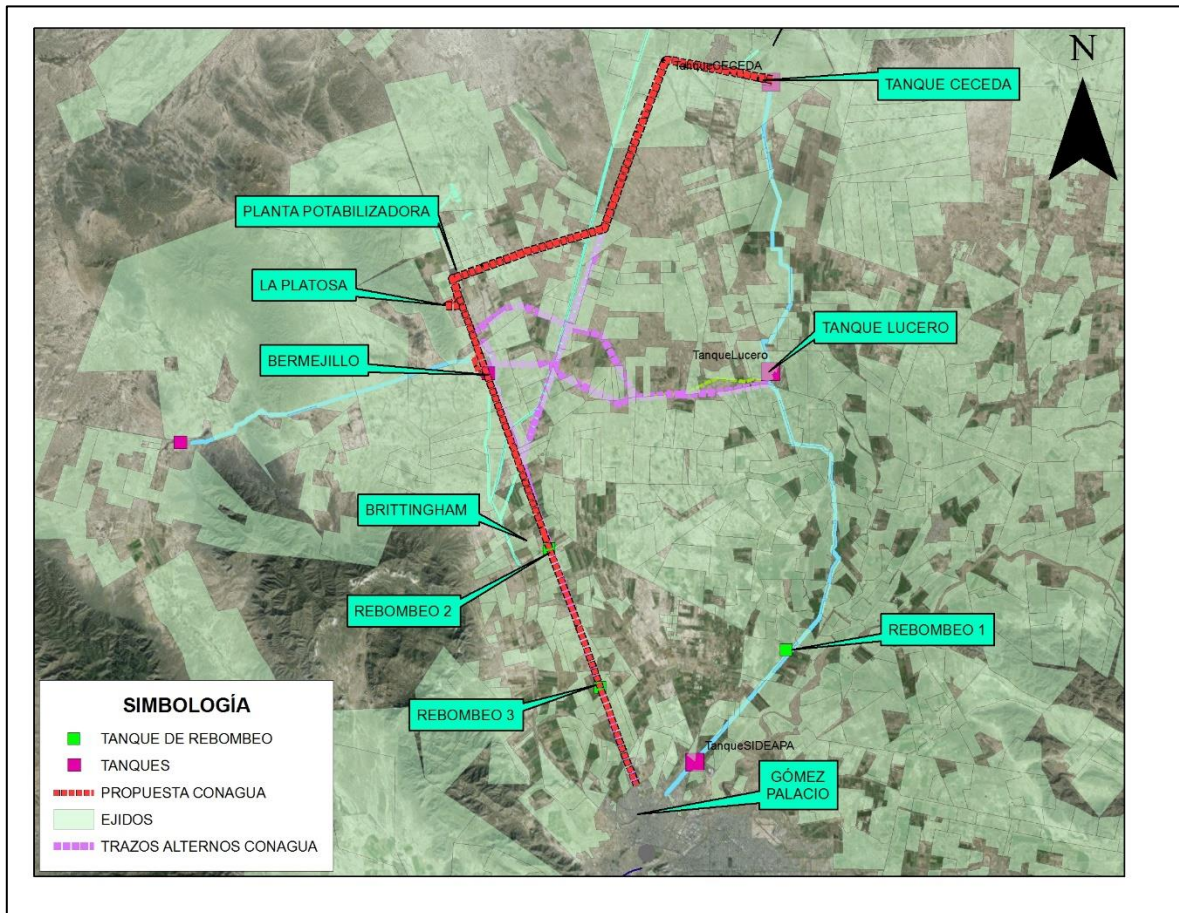 N
TanqueCECEDA
TANQUE CECEDA
PLANTA POTABILIZADORA
LA PLATOSA
TANQUE LUCERO
TanqueLucero
BERMEJILLO
BRITTINGHAM
REBOMBEO 2
REBOMBEO 1
REBOMBEO 3
TanqueSIDEAPA
GÓMEZ
PALACIO
SIMBOLOGÍA
TANQUE DE REBOMBEO
TANQUES
PROPUESTA CONAGUA
EJIDOS
TRAZOS ALTERNOS CONAGUA